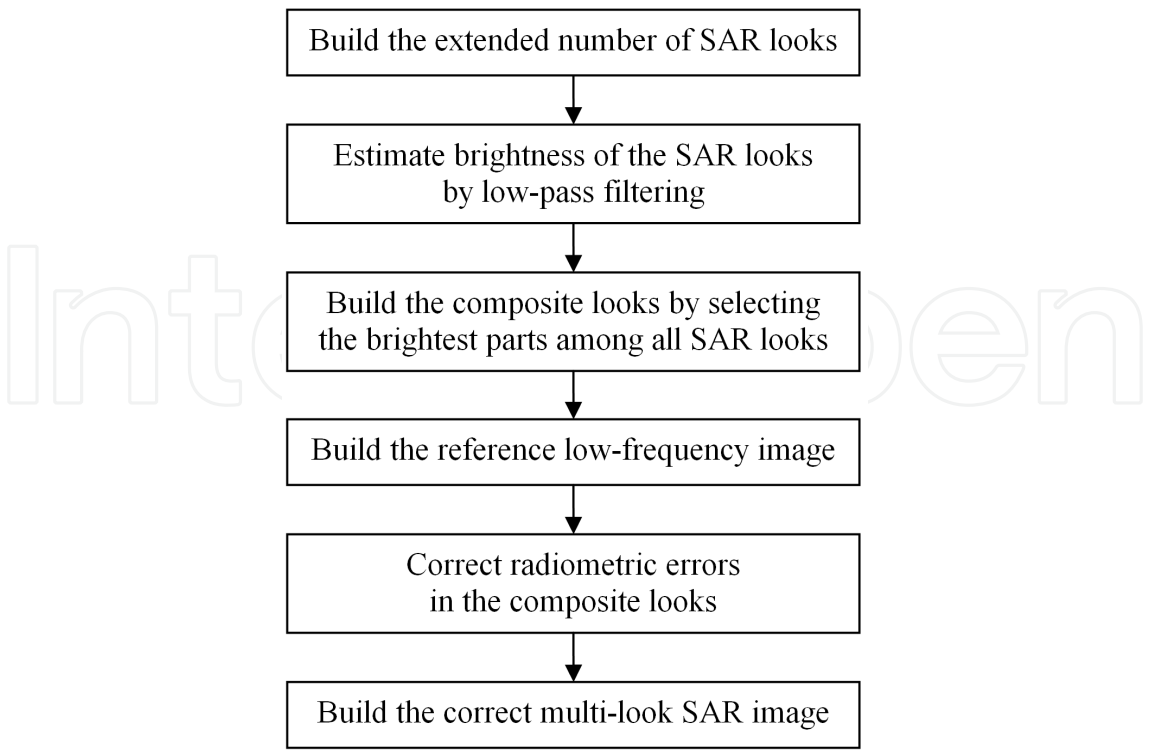 Build the extended number of SAR looks
Estimate brightness of the SAR looks
by low-pass filtering
Build the composite looks by selecting
the brightest parts among all SAR looks
Build the reference low-frequency image
Correct radiometric errors
in the composite looks
Build the correct multi-look SAR image